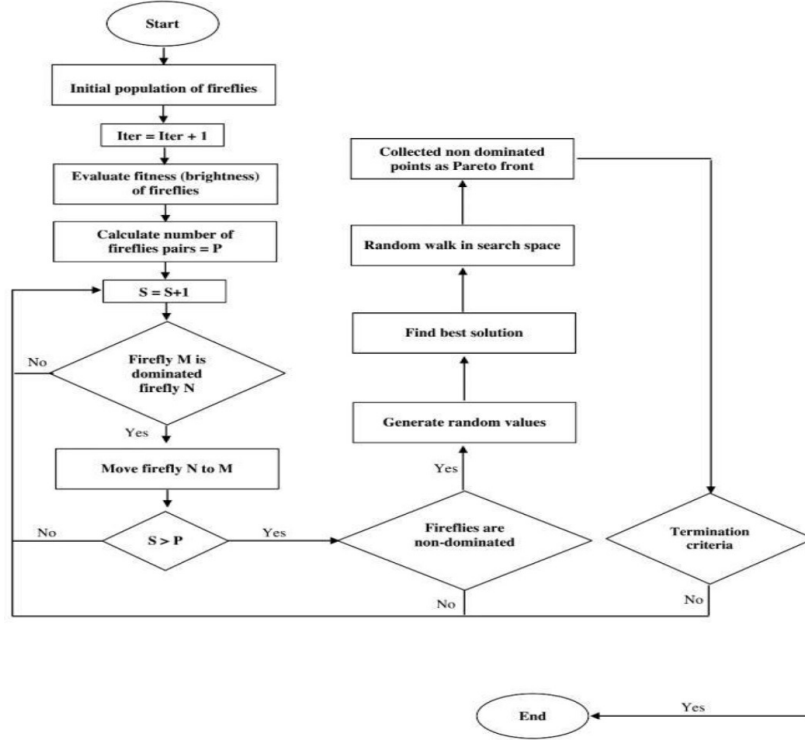 Start
Initial population of fireflies
Iter = Iter + 1
Evaluate fitness (brightness)
of fireflies
Calculate number of
fireflies pairs = P
S = S+1
No
Firefly M is
dominated
firefly N
Yes
Move firefly N to M
No
S > P
Yes
Fireflies are
non-dominated
No
Yes
Generate random values
Find best solution
Random walk in search space
Collected non dominated
points as Pareto front
Termination
criteria
No
Yes
End